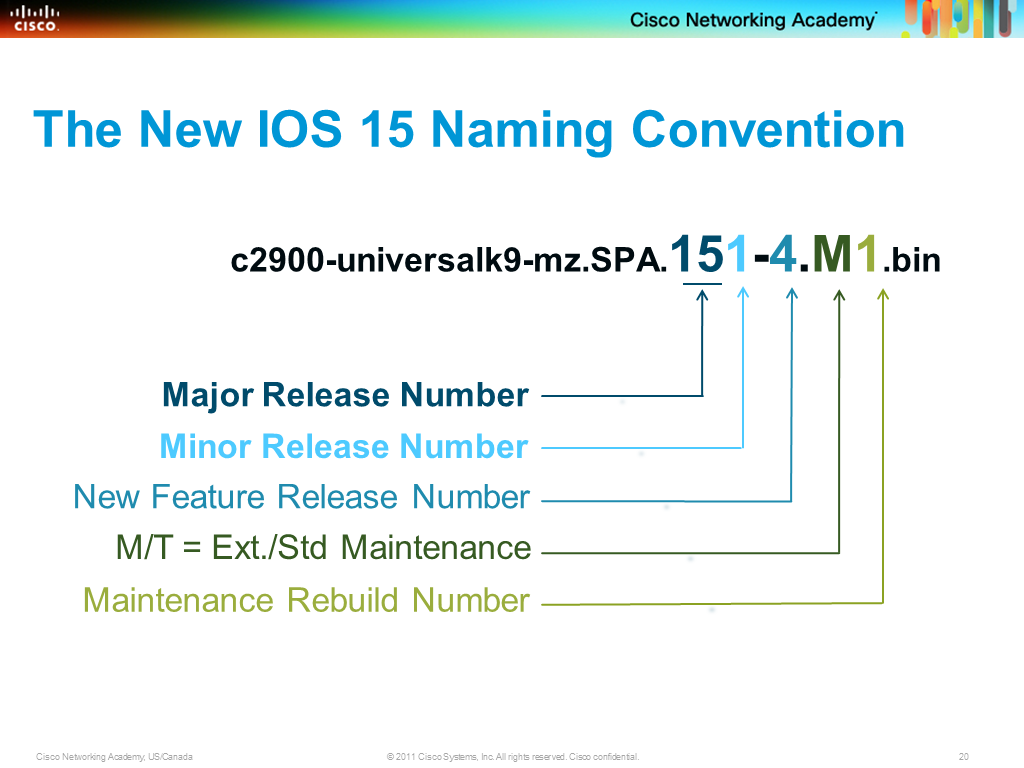 CISCO.
Cisco Networking Academy
The New IOS 15 Naming Convention
c2900-universalk9-mz.SPA.151-4.M1.bin
Major Release Number
Minor Release Number
New Feature Release Number
M/T = Ext./Std Maintenance
Maintenance Rebuild Number
Cisco Networking Academy, US/Canada
© 2011 Cisco Systems, Inc. All rights reserved. Cisco confidential.
20